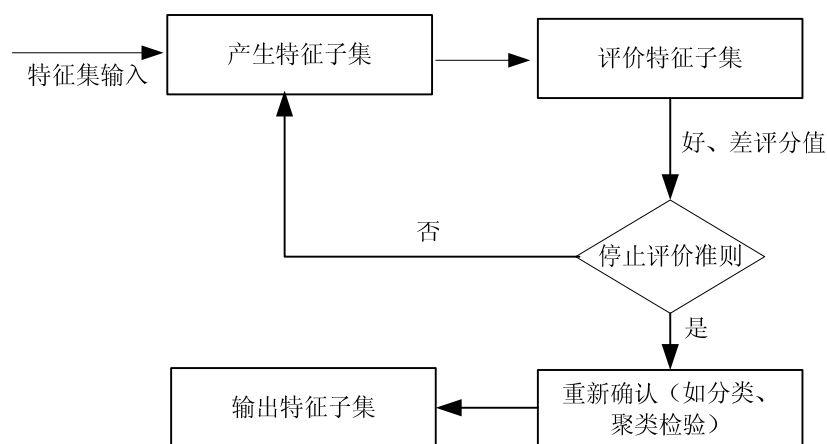 特征集输入
产生特征子集
评价特征子集
好、差评分值
停止评价准则
否
是
重新确认（如分类、
聚类检验）
输出特征子集